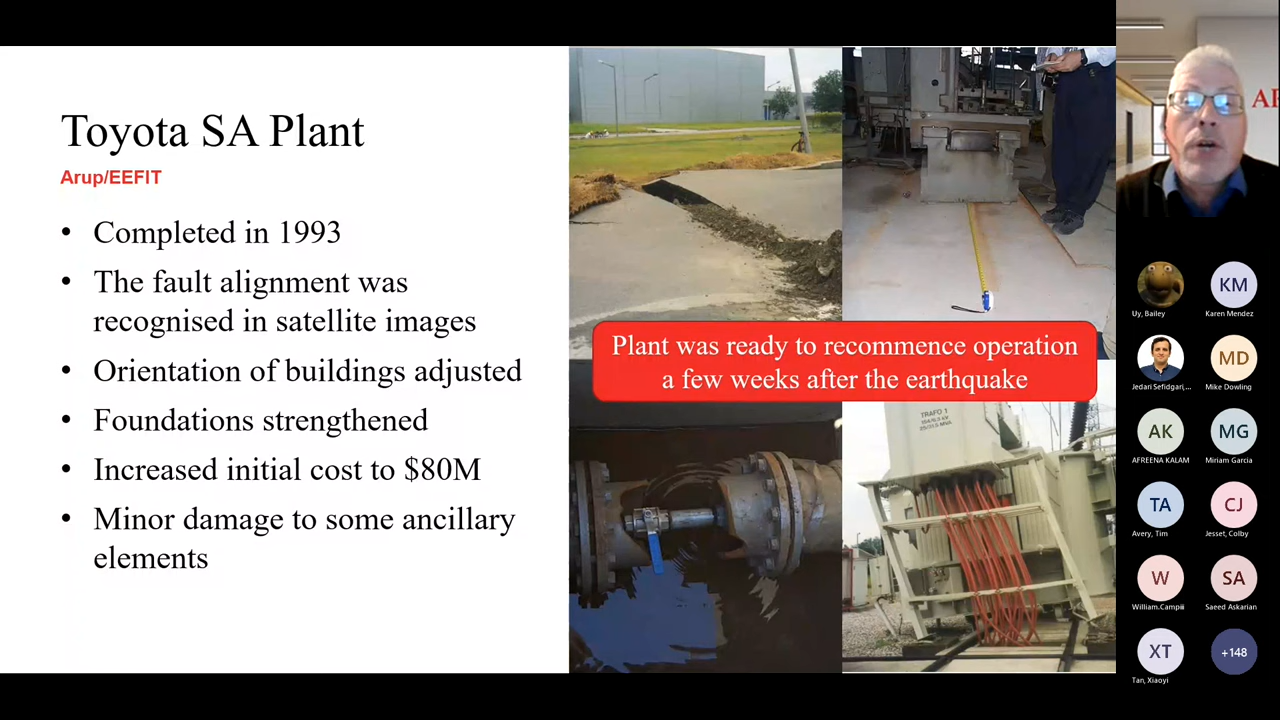 Toyota SA Plant
Arup/EEFIT
• Completed in 1993
• The fault alignment was
recognised in satellite images
• Orientation of buildings adjusted
• Foundations strengthened
• Increased initial cost to $80M
• Minor damage to some ancillary
elements
Plant was ready to recommence operation
a few weeks after the earthquake
TRAFO 1
Uy, Bailey
KM
Karen Mendez
Jedari Sefidgari,...
MD
Mike Dowling
AK
AFREENA KALAM
MG
Miriam Garcia
TA
Avery, Tim
CJ
Jesset, Colby
W
SA
Saeed Askarian
XT
Tan, Xiaoyi
+148